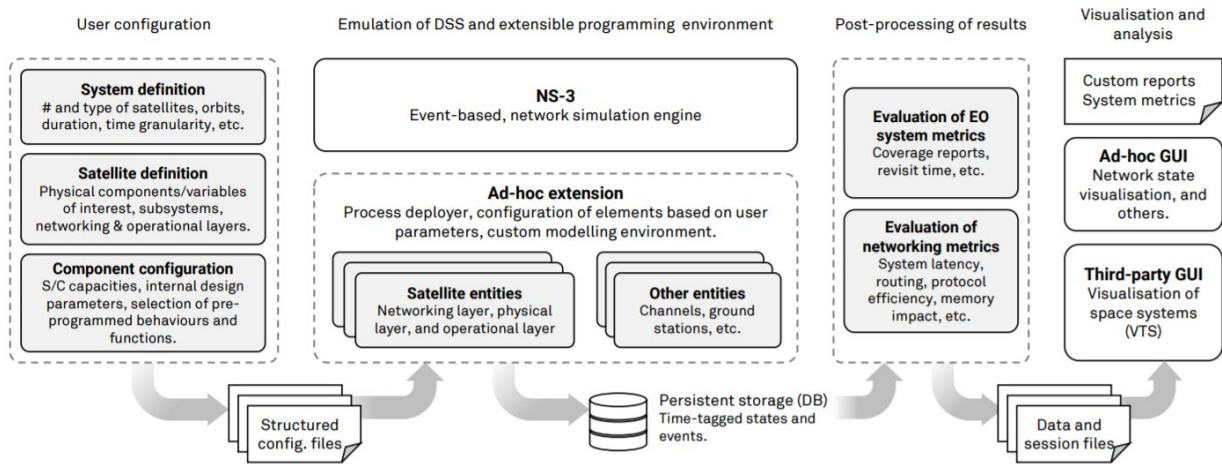 User configuration
System definition
# and type of satellites, orbits,
duration, time granularity, etc.
Satellite definition
Physical components/variables
of interest, subsystems,
networking & operational layers.
Component configuration
S/C capacities, internal design
parameters, selection of pre-
programmed behaviours and
functions.
Structured
config. files
Emulation of DSS and extensible programming environment
NS-3
Event-based, network simulation engine
Ad-hoc extension
Process deployer, configuration of elements based on user
parameters, custom modelling environment.
Satellite entities
Networking layer, physical
layer, and operational layer
Other entities
Channels, ground
stations, etc.
Persistent storage (DB)
Time-tagged states and
events.
Post-processing of results
Evaluation of EO
system metrics
Coverage reports,
revisit time, etc.
Evaluation of
networking metrics
System latency,
routing, protocol
efficiency, memory
impact, etc.
Data and
session files
Visualisation and
analysis
Custom reports
System metrics
Ad-hoc GUI
Network state
visualisation, and
others.
Third-party GUI
Visualisation of
space systems
(VTS)